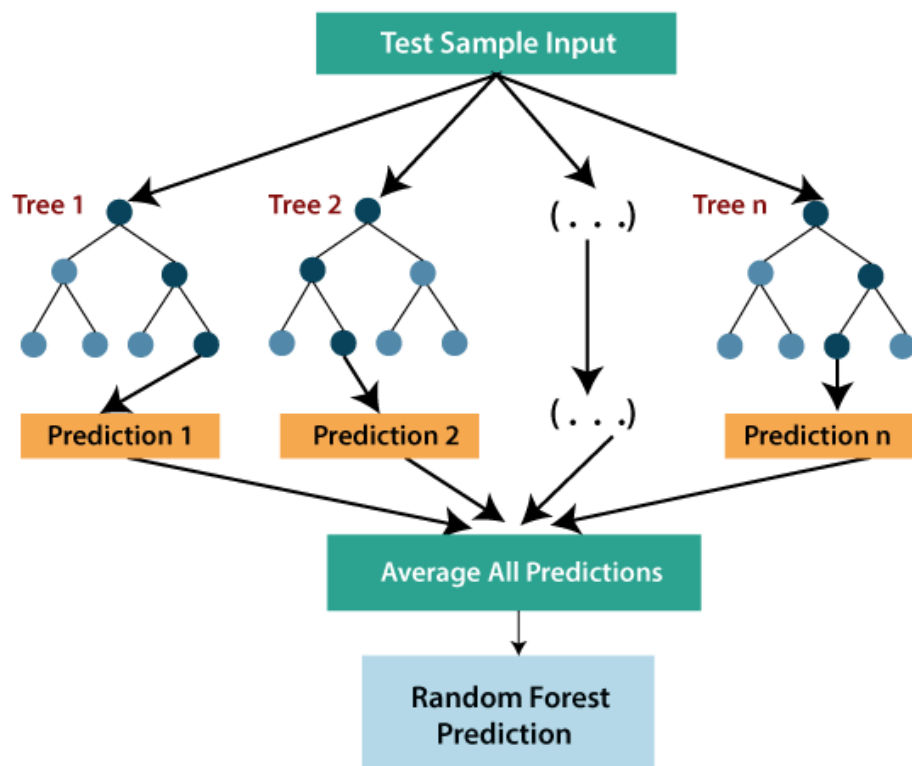 Test Sample Input
Tree 1
Tree 2
(. . .)
Tree n
(. . .)
Prediction 1
Prediction 2
Prediction n
Average All Predictions
Random Forest
Prediction